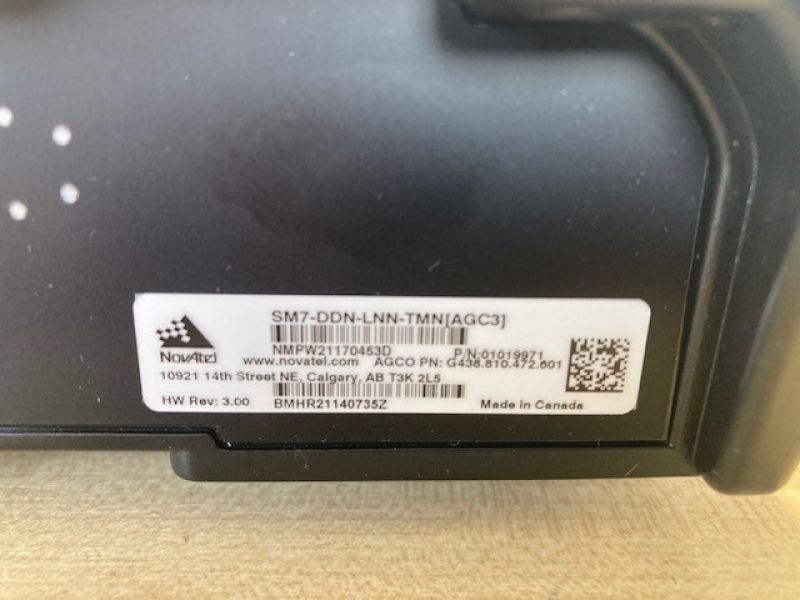 SM7-DDN-LNN-TMN[AGC3]
NovAtel
NMPW21170453D P/N:01019971
www.novatel.com AGCO PN: G438.810.472.601
10921 14th Street NE, Calgary, AB T3K 2L5
HW Rev: 3.00 BMHR21140735Z Made in Canada